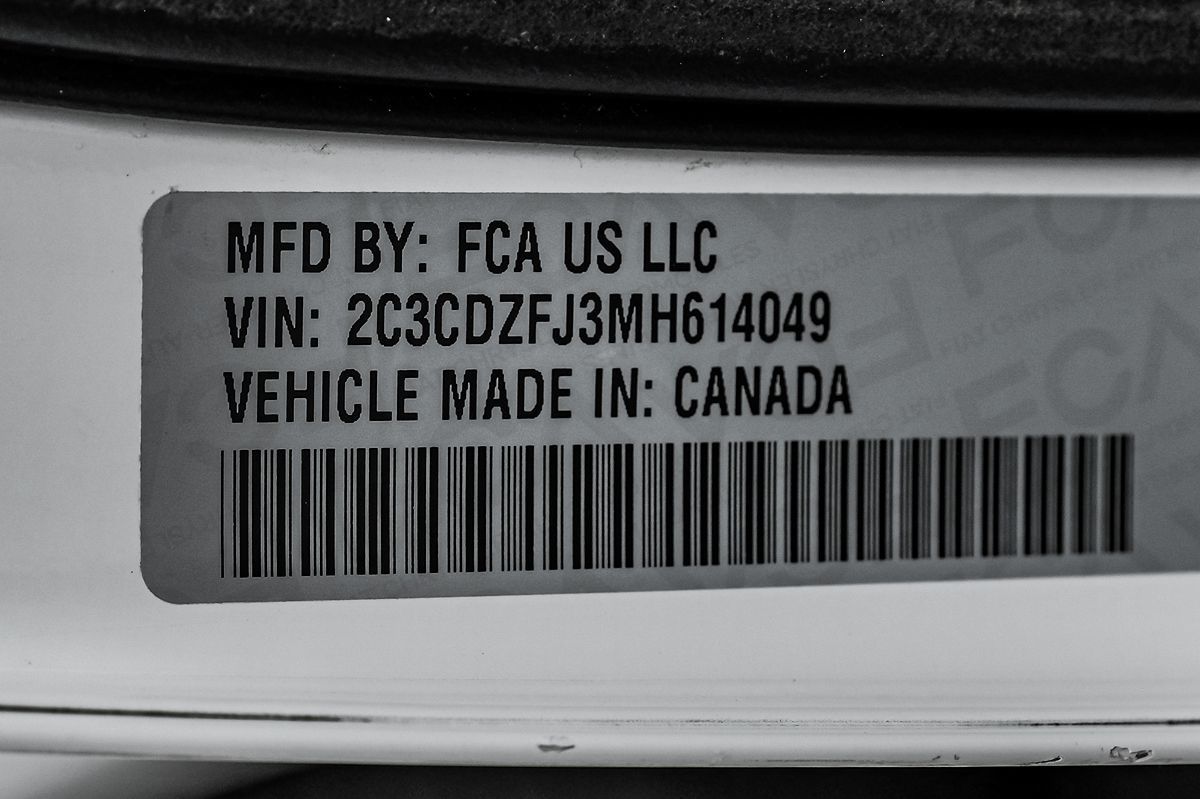 MFD BY: FCA US LLC
VIN: 2C3CDZFJ3MH614049
VEHICLE MADE IN: CANADA